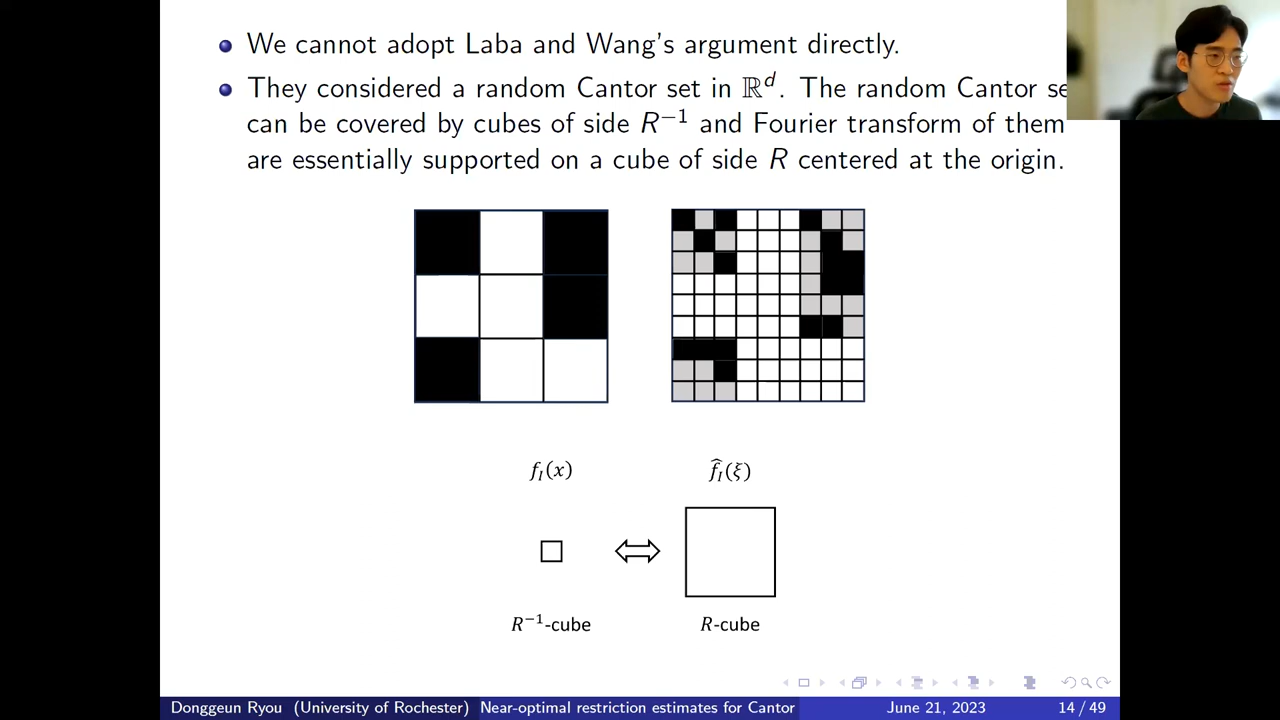 We cannot adopt Laba and Wang's argument directly.
They considered a random Cantor set in ℝᵈ. The random Cantor se
can be covered by cubes of side R⁻¹ and Fourier transform of them
are essentially supported on a cube of side R centered at the origin.
f_I(x) f̂_I(ξ)
R⁻¹-cube R-cube
Donggeun Ryou (University of Rochester) Near-optimal restriction estimates for Cantor June 21, 2023 14 / 49